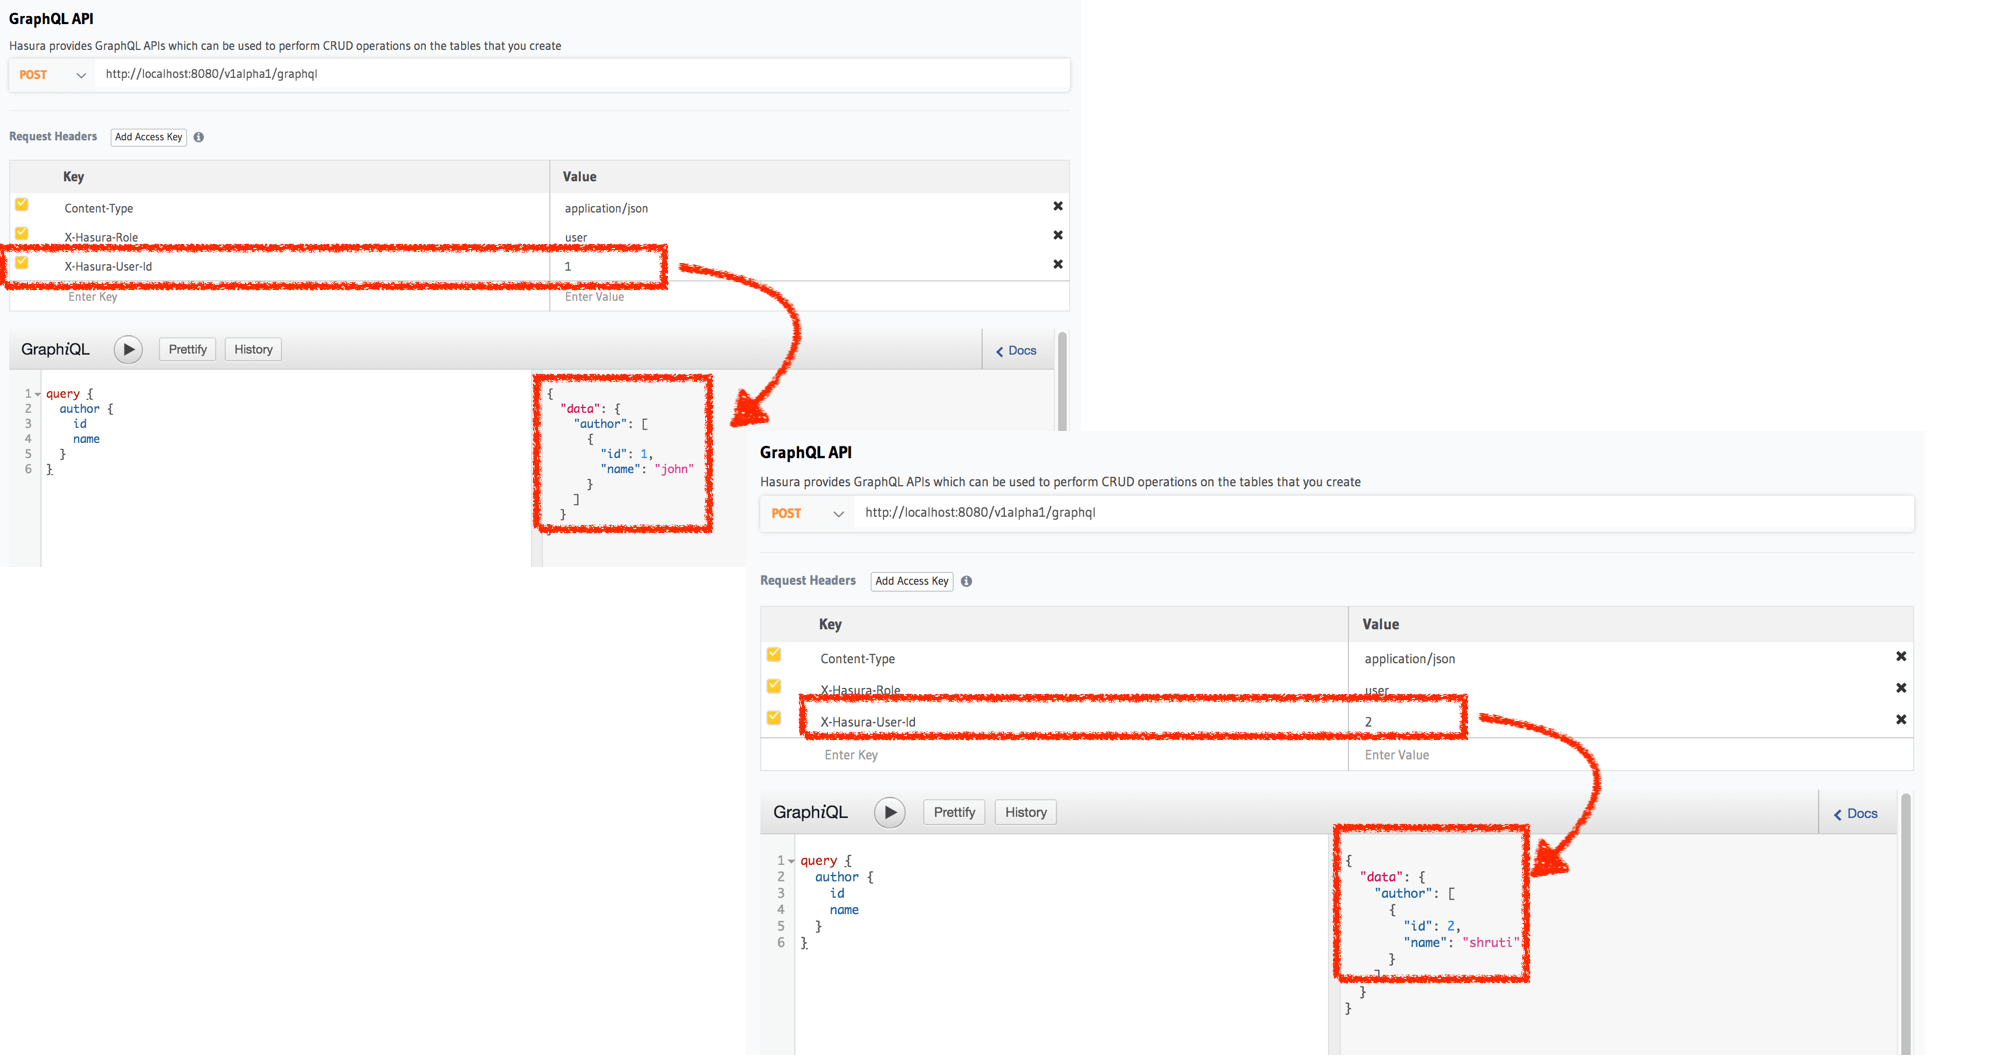 GraphQL API
Hasura provides GraphQL APIs which can be used to perform CRUD operations on the tables that you create
POST http://localhost:8080/v1alpha1/graphql
Request Headers Add Access Key
Key Value
Content-Type application/json
X-Hasura-Role user
X-Hasura-User-Id 1
Enter Key Enter Value
GraphiQL Prettify History Docs
1 query {
2 author {
3 id
4 name
5 }
6 }
{
"data": {
"author": [
{
"id": 1,
"name": "john"
}
]
}
GraphQL API
Hasura provides GraphQL APIs which can be used to perform CRUD operations on the tables that you create
POST http://localhost:8080/v1alpha1/graphql
Request Headers Add Access Key
Key Value
Content-Type application/json
X-Hasura-Role user
X-Hasura-User-Id 2
Enter Key Enter Value
GraphiQL Prettify History Docs
1 query {
2 author {
3 id
4 name
5 }
6 }
{
"data": {
"author": [
{
"id": 2,
"name": "shruti"
}
]
}
}